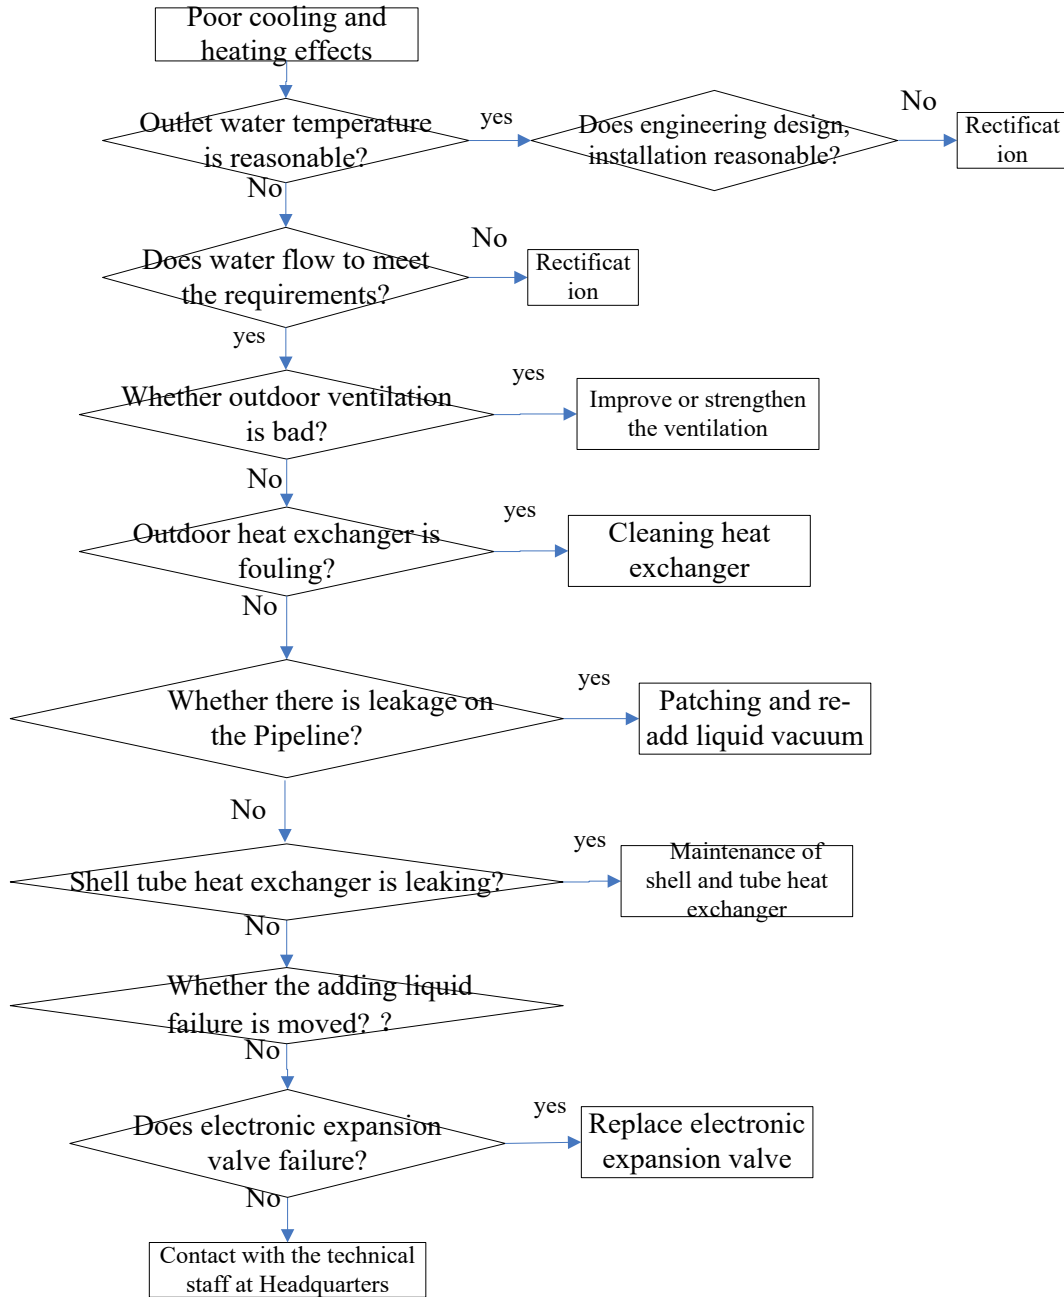 Poor cooling and
heating effects
Outlet water temperature
is reasonable?
yes
Does engineering design,
installation reasonable?
No
Rectificat
ion
No
Does water flow to meet
the requirements?
No
Rectificat
ion
yes
Whether outdoor ventilation
is bad?
yes
Improve or strengthen
the ventilation
No
Outdoor heat exchanger is
fouling?
yes
Cleaning heat
exchanger
No
Whether there is leakage on
the Pipeline?
yes
Patching and re-
add liquid vacuum
No
Shell tube heat exchanger is leaking?
yes
Maintenance of
shell and tube heat
exchanger
No
Whether the adding liquid
failure is moved? ?
No
Does electronic expansion
valve failure?
yes
Replace electronic
expansion valve
No
Contact with the technical
staff at Headquarters